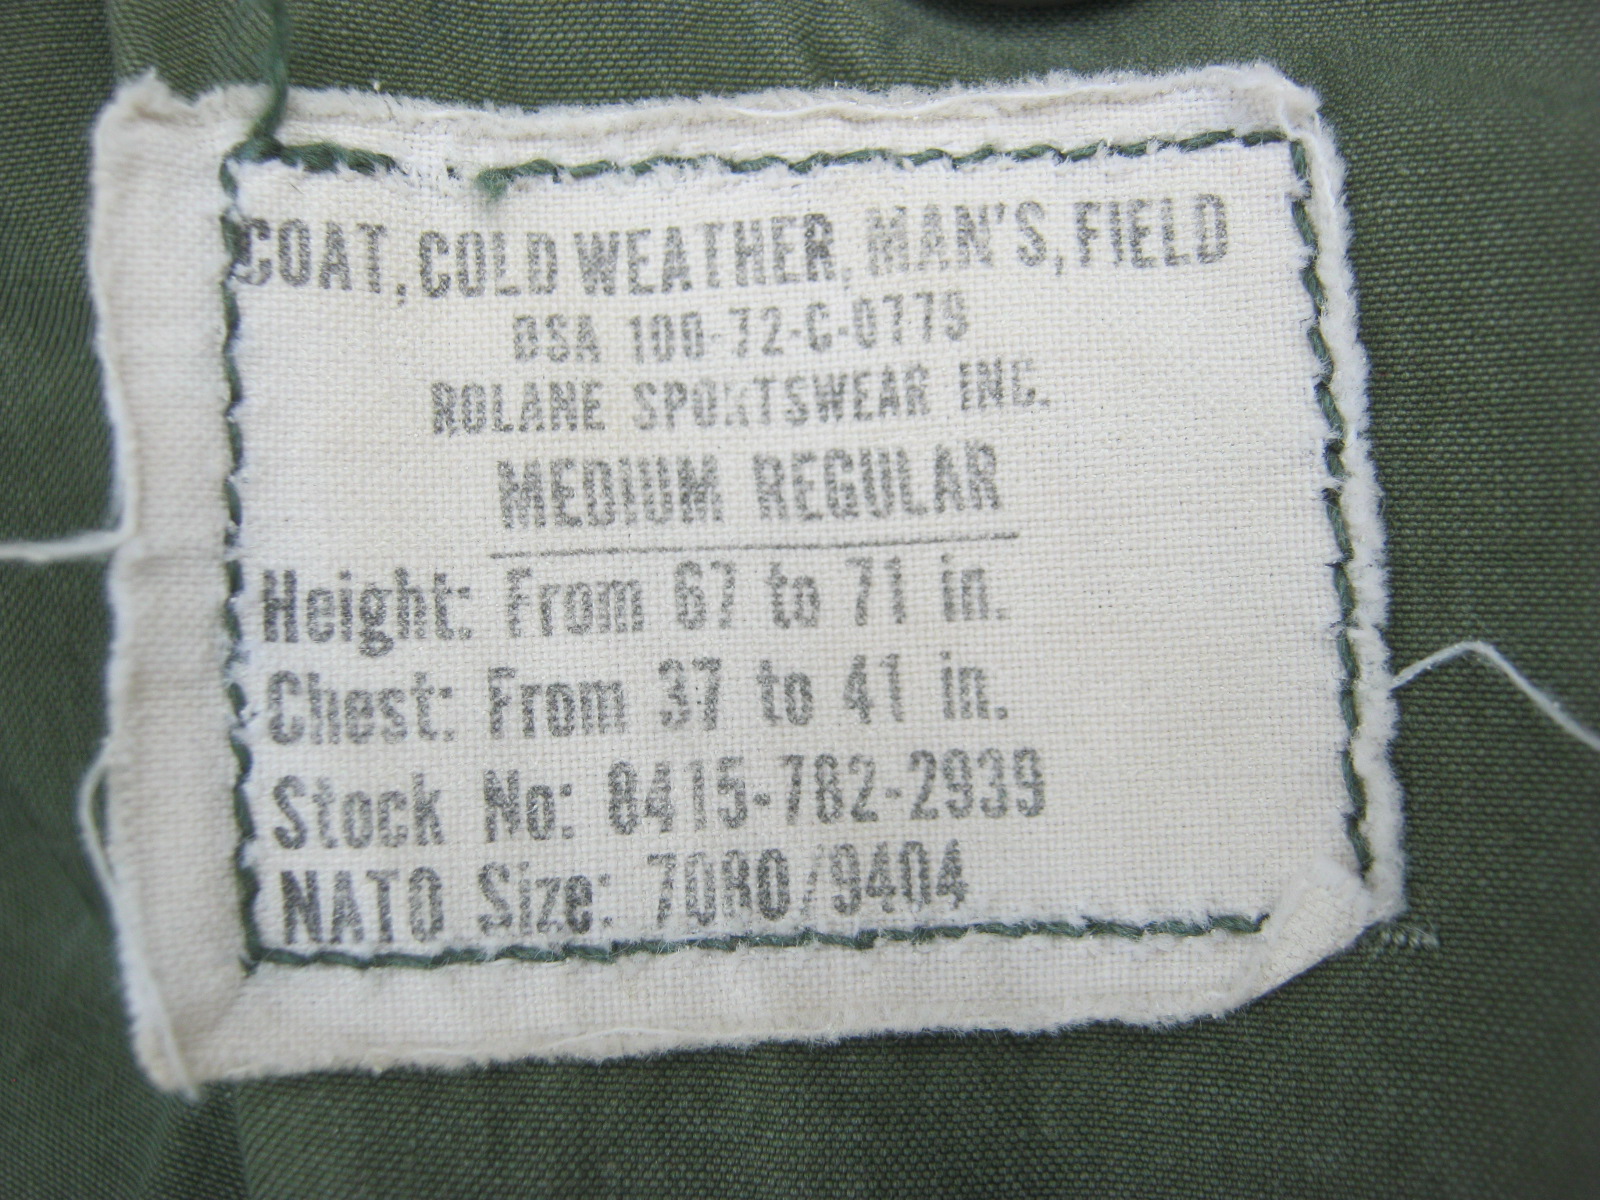 COAT, COLD WEATHER, MAN'S, FIELD
DSA 100-72-C-0779
ROLANE SPORTSWEAR INC.
MEDIUM REGULAR
Height: From 67 to 71 in.
Chest: From 37 to 41 in.
Stock No: 8415-782-2939
NATO Size: 7080/9404